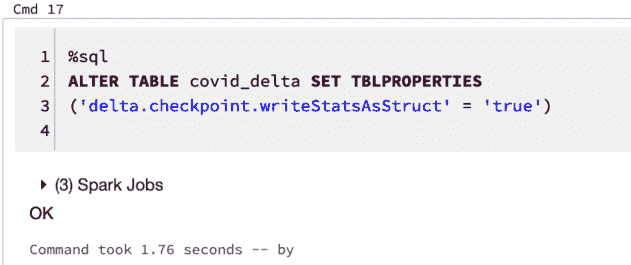 Cmd 17
1 %sql
2 ALTER TABLE covid_delta SET TBLPROPERTIES
3 ('delta.checkpoint.writeStatsAsStruct' = 'true')
4
(3) Spark Jobs
OK
Command took 1.76 seconds -- by